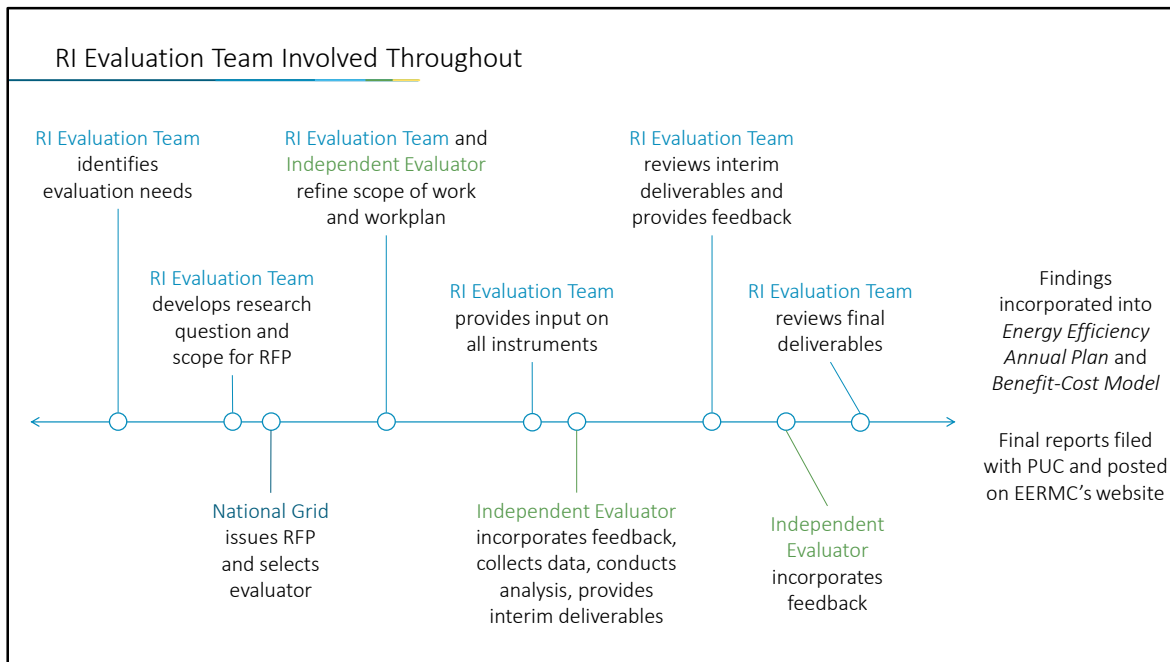 RI Evaluation Team Involved Throughout
RI Evaluation Team
identifies
evaluation needs
RI Evaluation Team
develops research
question and
scope for RFP
National Grid
issues RFP
and selects
evaluator
RI Evaluation Team and
Independent Evaluator
refine scope of work
and workplan
RI Evaluation Team
provides input on
all instruments
Independent Evaluator
incorporates feedback,
collects data, conducts
analysis, provides
interim deliverables
RI Evaluation Team
reviews interim
deliverables and
provides feedback
Independent
Evaluator
incorporates
feedback
RI Evaluation Team
reviews final
deliverables
Findings
incorporated into
Energy Efficiency
Annual Plan and
Benefit-Cost Model
Final reports filed
with PUC and posted
on EERMC's website